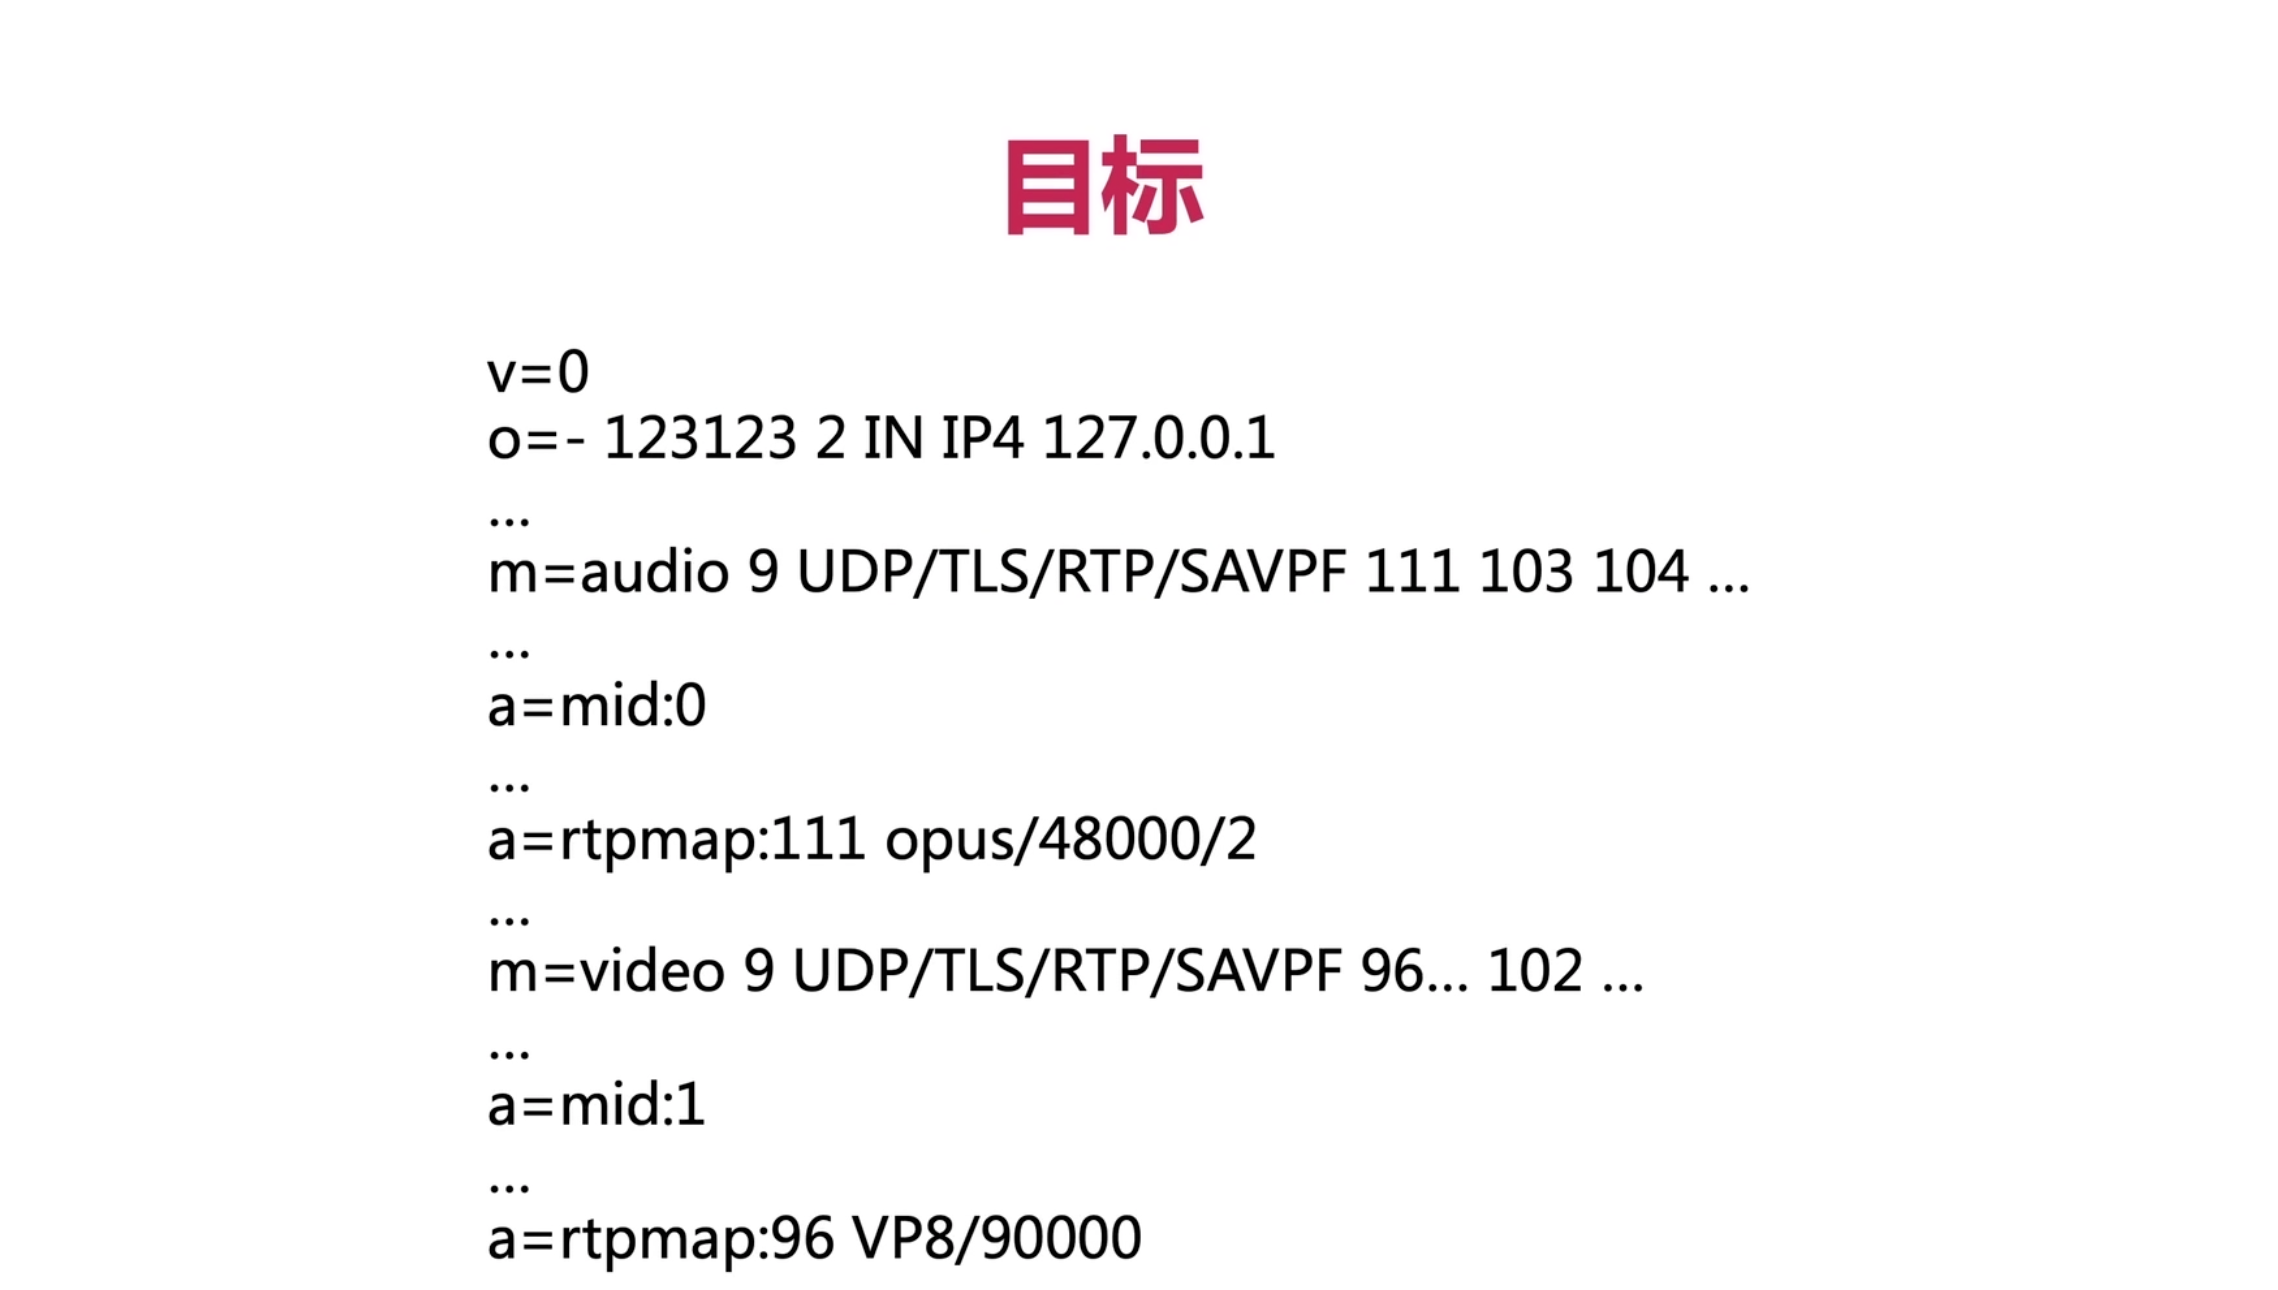 目标
v=0
o=- 123123 2 IN IP4 127.0.0.1
...
m=audio 9 UDP/TLS/RTP/SAVPF 111 103 104 ...
...
a=mid:0
...
a=rtpmap:111 opus/48000/2
...
m=video 9 UDP/TLS/RTP/SAVPF 96... 102 ...
...
a=mid:1
...
a=rtpmap:96 VP8/90000